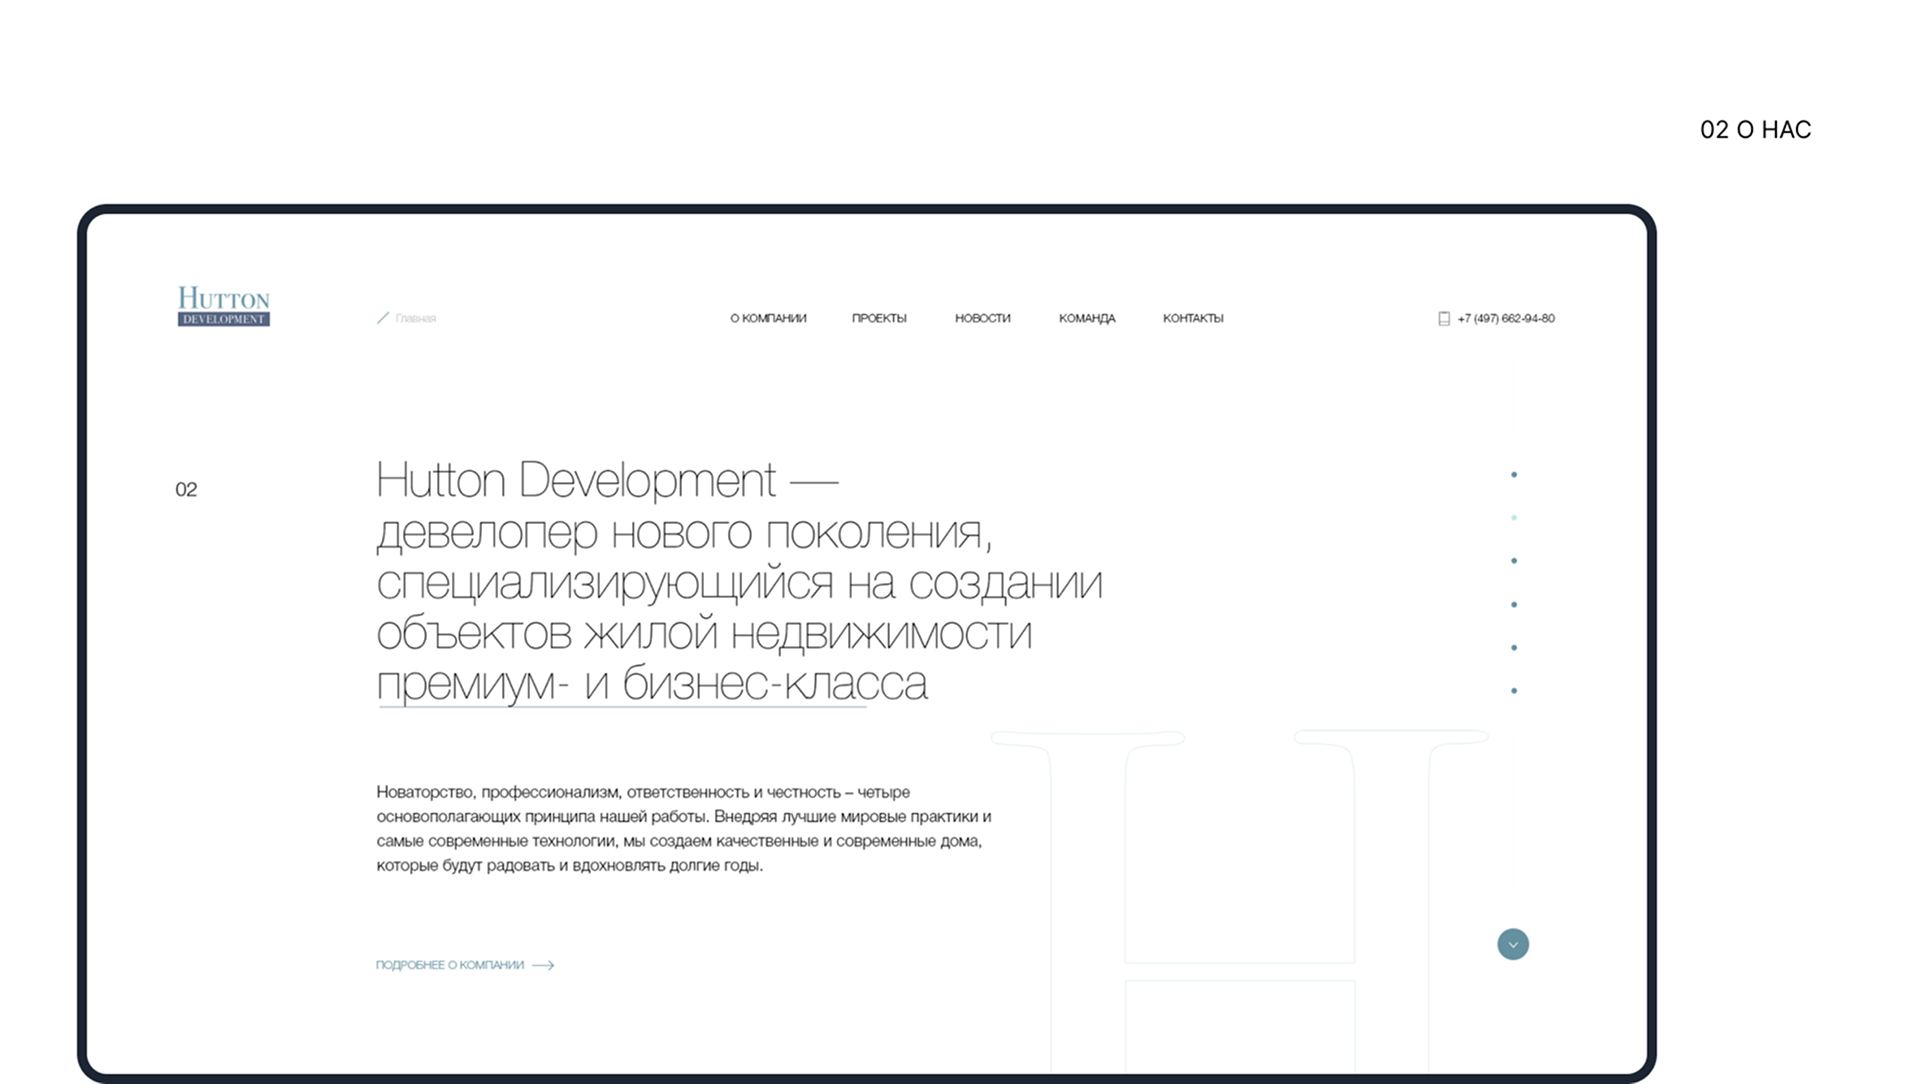 02 О НАС
HUTTON
DEVELOPMENT
Главная
О КОМПАНИИ
ПРОЕКТЫ
НОВОСТИ
КОМАНДА
КОНТАКТЫ
+7 (497) 662-94-80
02
Hutton Development —
девелопер нового поколения,
специализирующийся на создании
объектов жилой недвижимости
премиум- и бизнес-класса
Новаторство, профессионализм, ответственность и честность – четыре
основополагающих принципа нашей работы. Внедряя лучшие мировые практики и
самые современные технологии, мы создаем качественные и современные дома,
которые будут радовать и вдохновлять долгие годы.
ПОДРОБНЕЕ О КОМПАНИИ
H